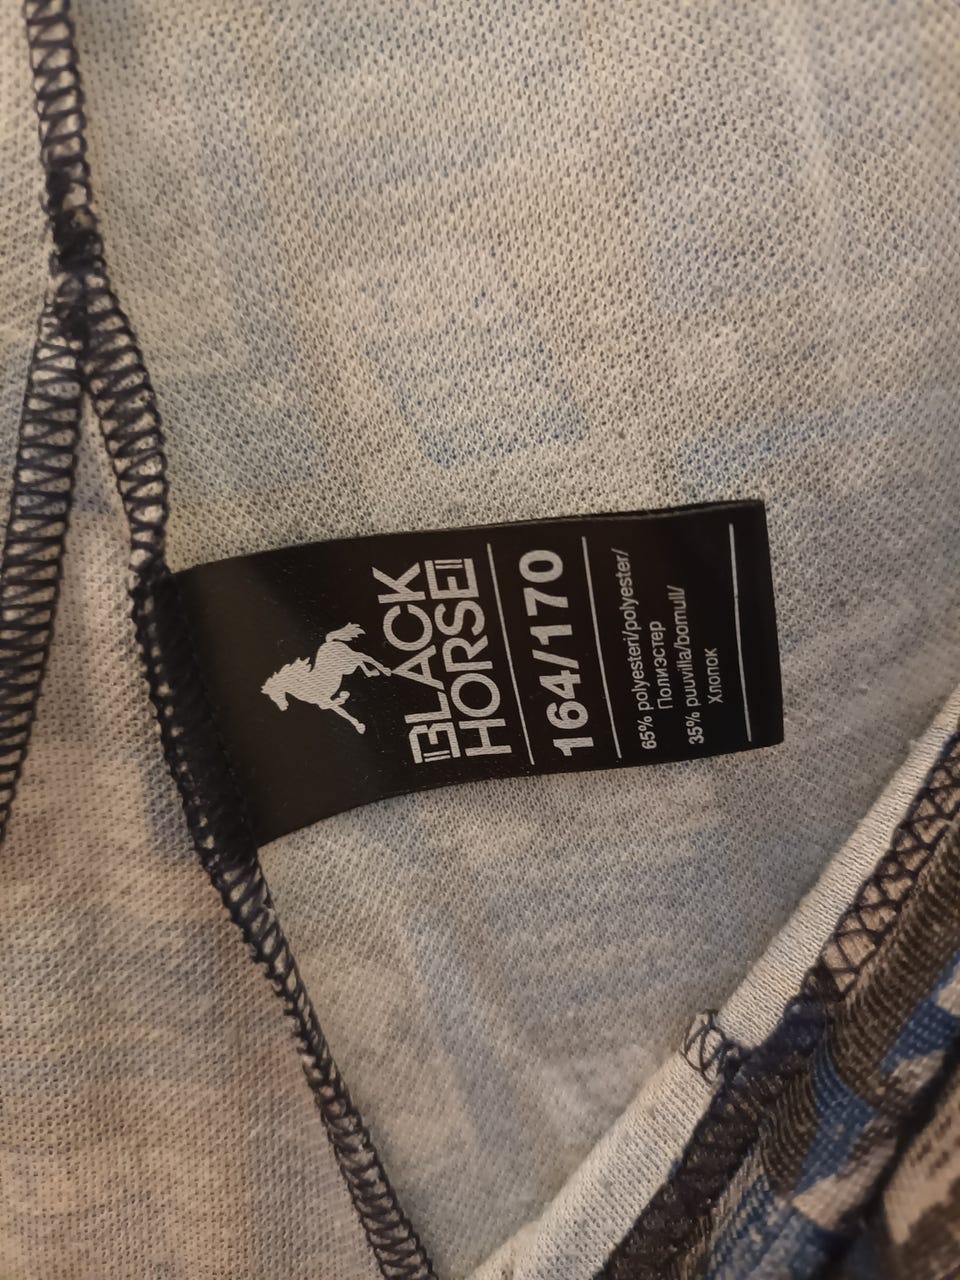 BLACK
HORSE
164/170
65% polyesteri/polyester/
Полиэстер
35% puuvilla/bomull/
Хлопок